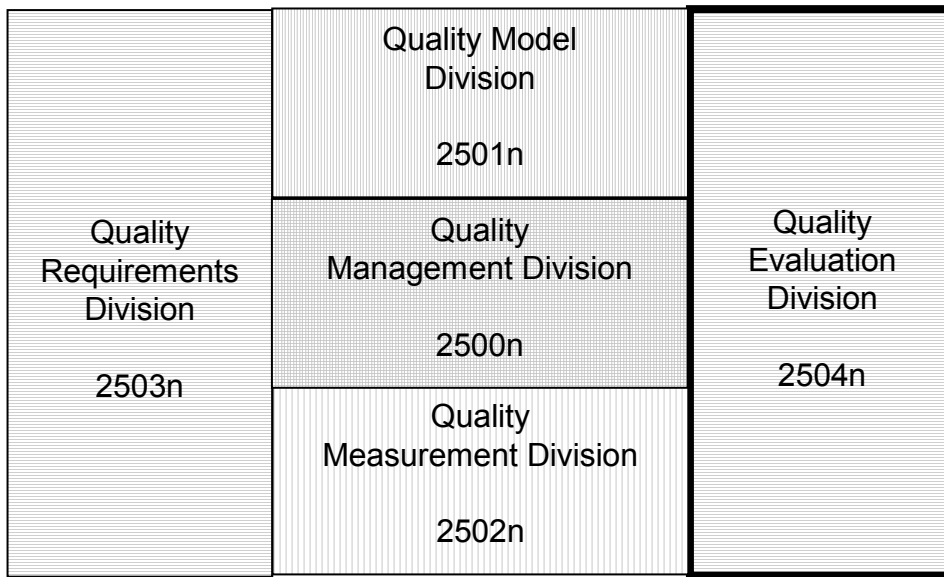 Quality
Requirements
Division
2503n
Quality Model
Division
2501n
Quality
Management Division
2500n
Quality
Measurement Division
2502n
Quality
Evaluation
Division
2504n